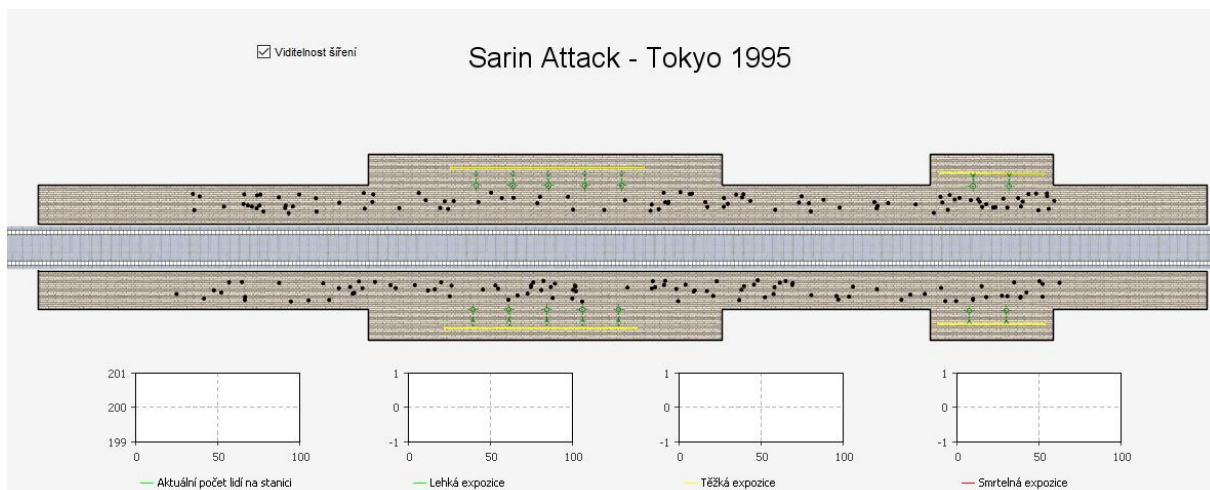 Viditelnost šíření
Sarin Attack - Tokyo 1995
201
200
199
0 50 100
Aktuální počet lidí na stanici
1
0
-1
0 50 100
Lehká expozice
1
0
-1
0 50 100
Těžká expozice
1
0
-1
0 50 100
Smrtelná expozice